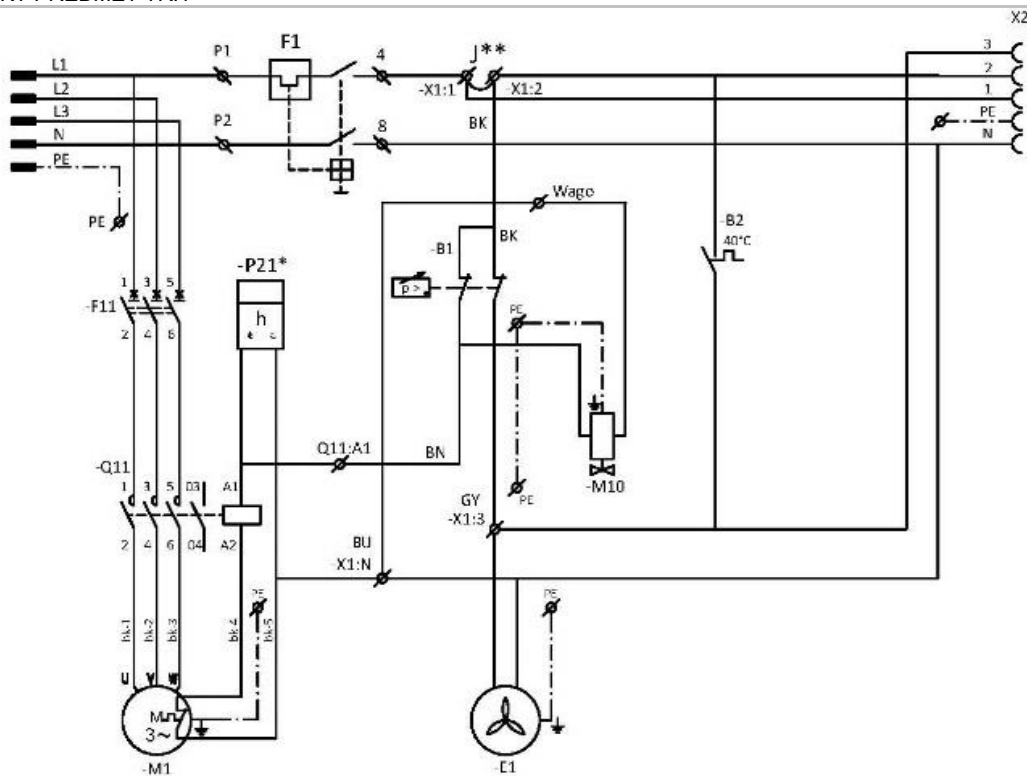 X2
L1
P1
F1
4
J**
3
L2
-X1:1
-X1:2
2
L3
1
P2
BK
PE
N
8
N
PE
PE
Wago
-B1
BK
-B2
40°C
-P21*
p >
1 3 5
-F11
h
PE
2 4 6
Q11:A1
BN
-M10
-Q11
1 3 5 03 A1
GY
PE
-X1:3
2 4 6 04 A2
BU
-X1:N
PE
PE
bk-1
bk-2
bk-3
bk-4
bk-5
U V W
M
3~
-M1
-E1